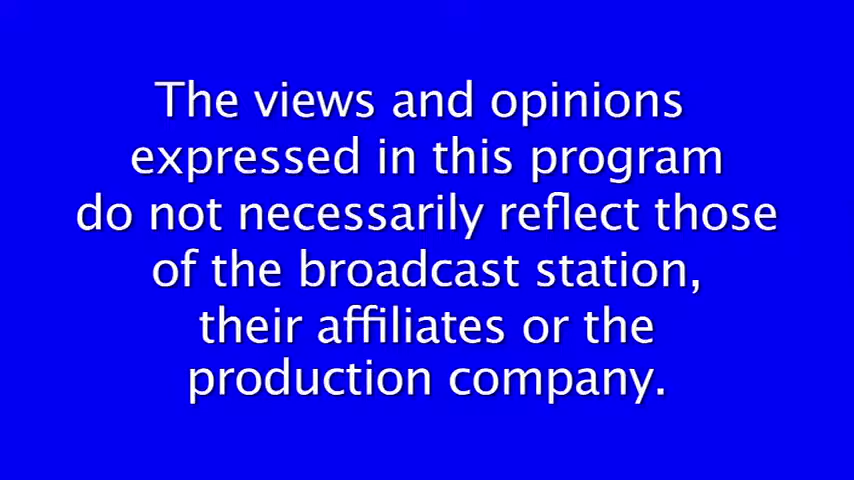 The views and opinions
expressed in this program
do not necessarily reflect those
of the broadcast station,
their affiliates or the
production company.